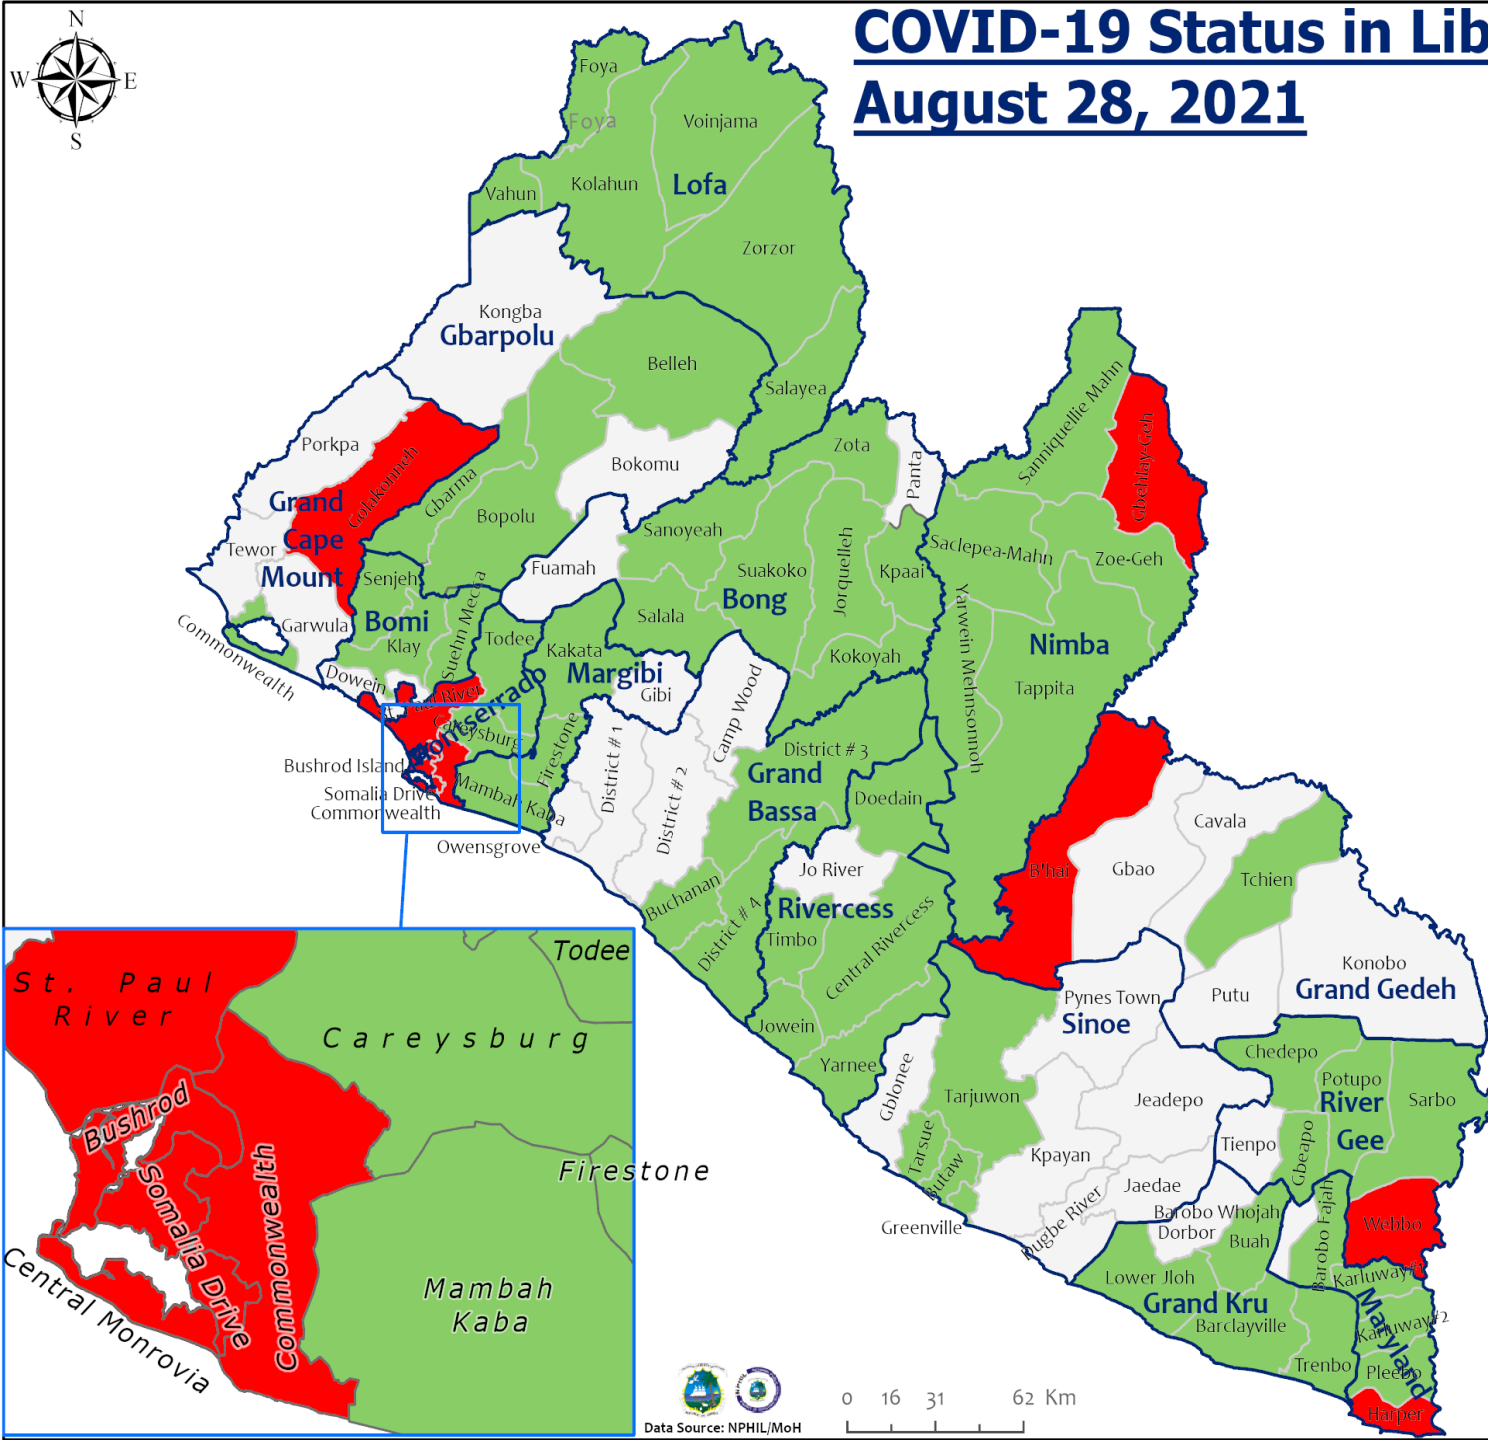 COVID-19 Status in Lib
August 28, 2021
N
W
E
S
Foya
Foya
Voinjama
Kolahun
Lofa
Vahun
Zorzor
Kongba
Gbarpolu
Belleh
Salayea
Porkpa
Golakonneh
Grand
Cape
Mount
Tewor
Garwula
Commonwealth
Gbarma
Bopolu
Bokomu
Fuamah
Zota
Panta
Sanoyeah
Suakoko
Jorquelleh
Kpaai
Salala
Bong
Kokoyah
Sanniquellie Mahn
Gbehlay-Geh
Saclepea-Mahn
Zoe-Geh
Yarwein Mehnsonnoh
Nimba
Tappita
Senjeh
Bomi
Klay
Suehn Mecca
Dowein
Todee
Kakata
Margibi
Gibi
St. Paul River
Montserrado
Careysburg
Firestone
Mambah Kaba
Bushrod Island
Somalia Drive
Commonwealth
Owensgrove
District # 1
District # 2
Camp Wood
District # 3
Grand
Bassa
Doedain
Buchanan
District # 4
Jo River
Rivercess
Timbo
Central Rivercess
Jowein
Yarnee
B'hai
Gbao
Cavala
Tchien
Konobo
Grand Gedeh
Putu
Pynes Town
Sinoe
Gblonee
Tarjuwon
Jeadepo
Tarsue
Butaw
Kpayan
Greenville
Jaedae
Dugbe River
Chedepo
Potupo
River
Gee
Sarbo
Tienpo
Gbeapo
Webbo
Barobo Whojah
Dorbor
Buah
Barobo Fajah
Karluway#1
Lower Jloh
Grand Kru
Barclayville
Karluway#2
Maryland
Trenbo
Pleebo
Harper
St. Paul
River
Todee
Careysburg
Bushrod
Somalia Drive
Commonwealth
Firestone
Central Monrovia
Mambah
Kaba
Data Source: NPHIL/MoH
0 16 31 62 Km